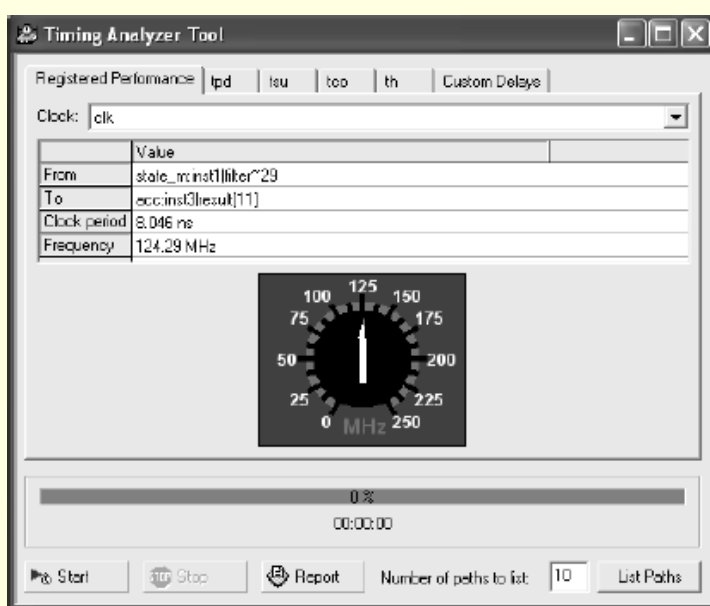 Timing Analyzer Tool
Registered Performance tpd tsu tco th Custom Delays
Clock: clk
Value
From state_m:inst1|filter~29
To acc:inst3|result[11]
Clock period 8.046 ns
Frequency 124.29 MHz
100 125 150
75 175
50 200
25 225
0 MHz 250
0 %
00:00:00
Start Stop Report Number of paths to list: 10 List Paths